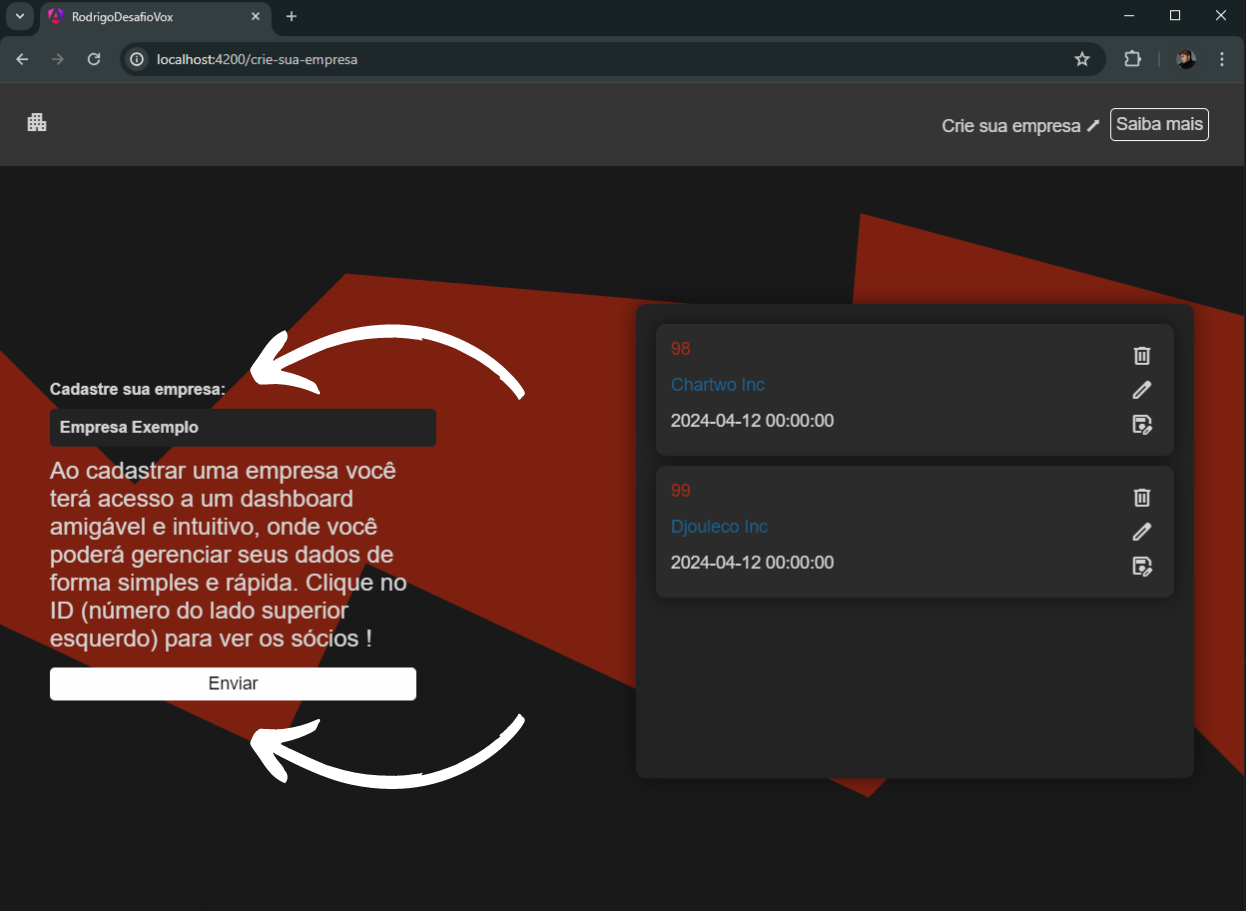 RodrigoDesafioVox
localhost:4200/crie-sua-empresa
Crie sua empresa
Saiba mais
Cadastre sua empresa:
Empresa Exemplo
Ao cadastrar uma empresa você
terá acesso a um dashboard
amigável e intuitivo, onde você
poderá gerenciar seus dados de
forma simples e rápida. Clique no
ID (número do lado superior
esquerdo) para ver os sócios !
Enviar
98
Chartwo Inc
2024-04-12 00:00:00
99
Djouleco Inc
2024-04-12 00:00:00